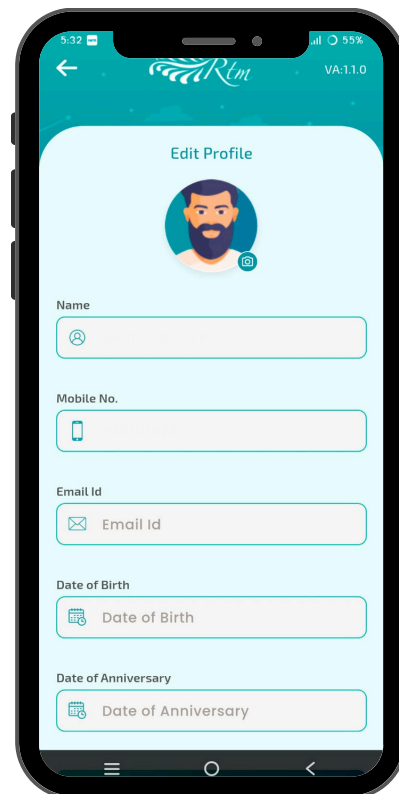 5:32 55%
Rtm
VA:1.1.0
Edit Profile
Name
Mobile No.
Email Id
Email Id
Date of Birth
Date of Birth
Date of Anniversary
Date of Anniversary